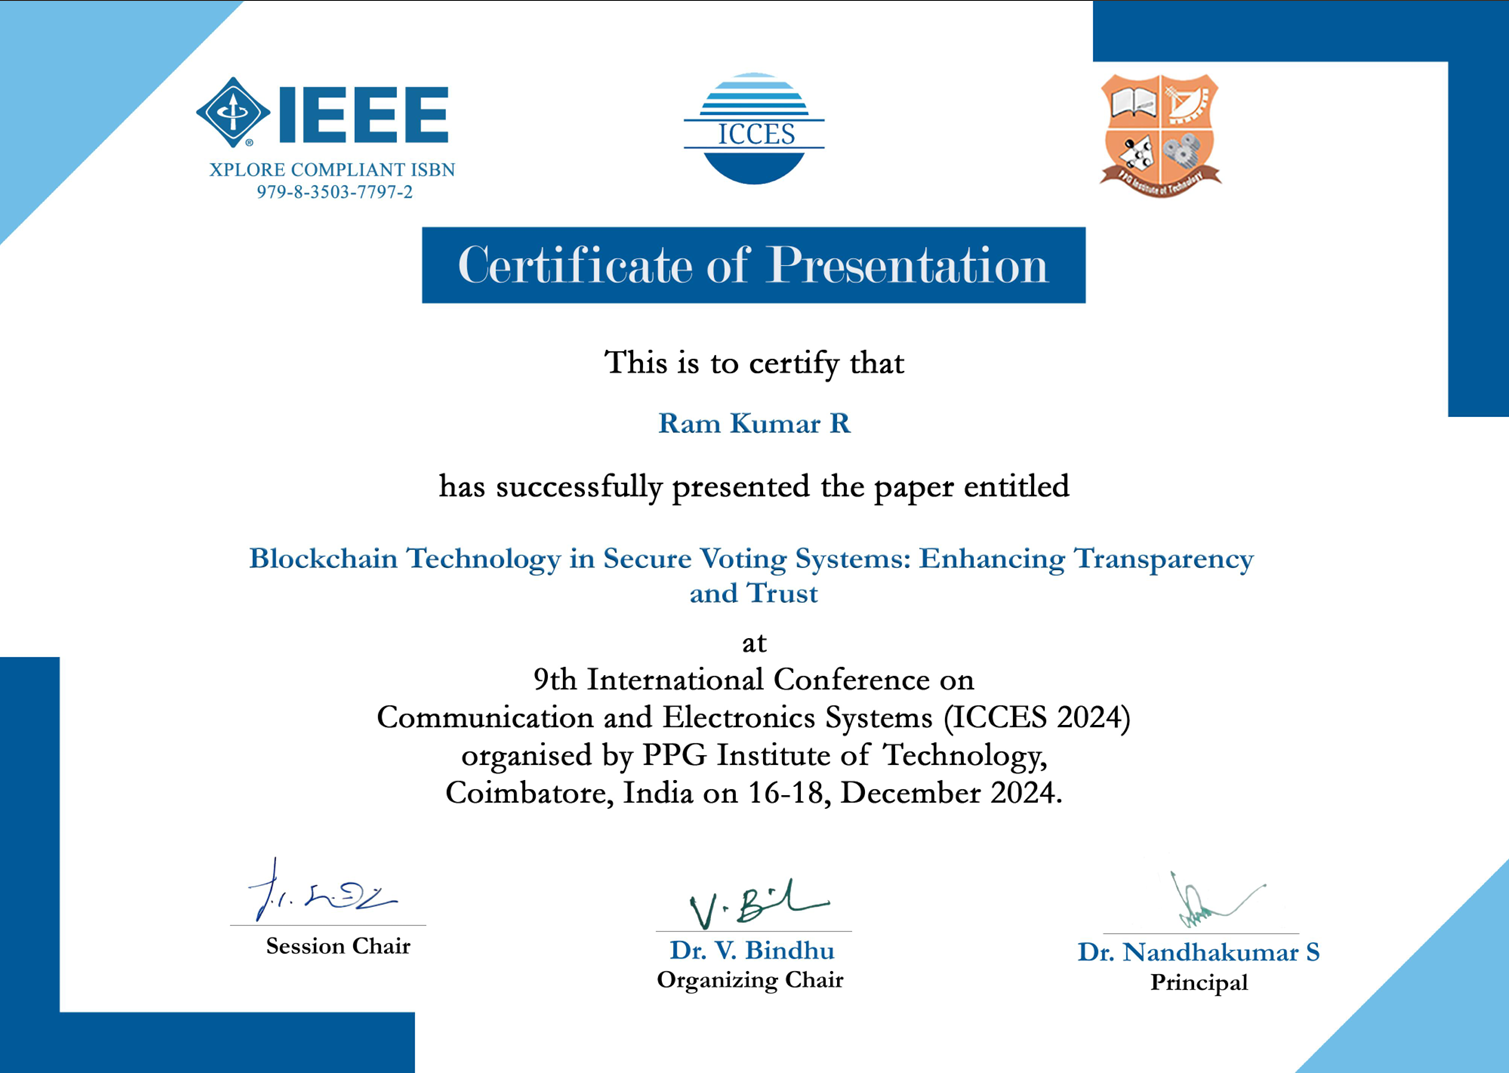 IEEE
XPLORE COMPLIANT ISBN
979-8-3503-7797-2
ICCES
PPG Institute of Technology
Certificate of Presentation
This is to certify that
Ram Kumar R
has successfully presented the paper entitled
Blockchain Technology in Secure Voting Systems: Enhancing Transparency
and Trust
at
9th International Conference on
Communication and Electronics Systems (ICCES 2024)
organised by PPG Institute of Technology,
Coimbatore, India on 16-18, December 2024.
Session Chair
V. Bi
Dr. V. Bindhu
Organizing Chair
Dr. Nandhakumar S
Principal